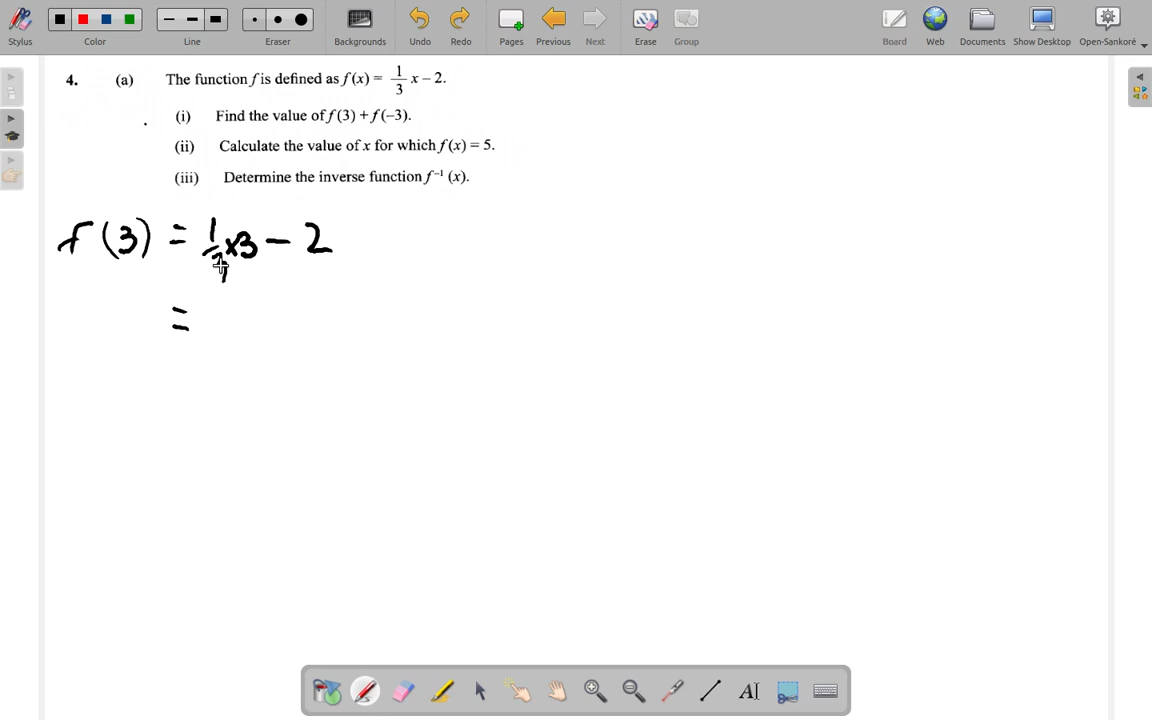 Stylus Color Line Eraser Backgrounds Undo Redo Pages Previous Next Erase Group Board Web Documents Show Desktop Open-Sankoré
4. (a) The function f is defined as f (x) = 1/3 x – 2.
(i) Find the value of f (3) + f (–3).
(ii) Calculate the value of x for which f (x) = 5.
(iii) Determine the inverse function f⁻¹ (x).
f (3) = 1/3 x 3 – 2
=